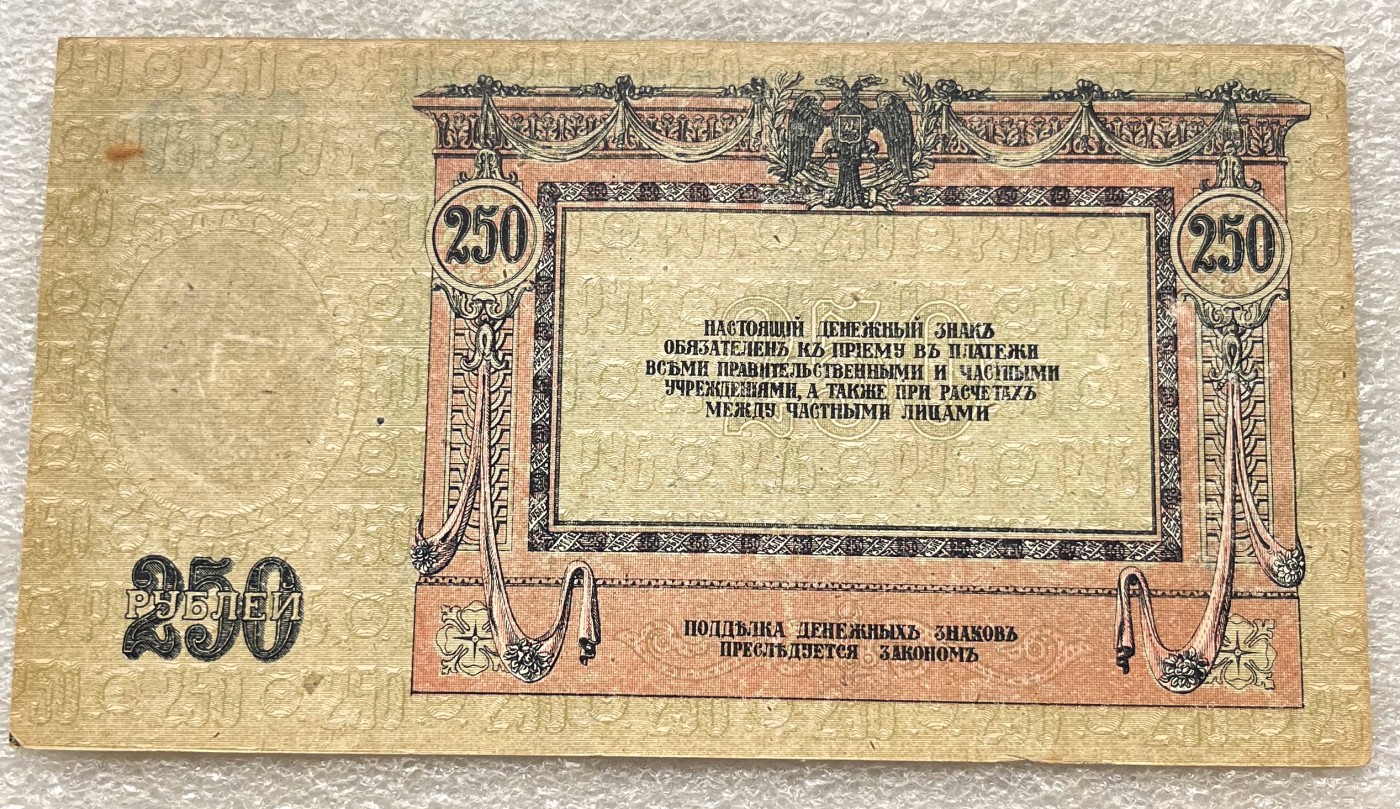 250
250
НАСТОЯЩІЙ ДЕНЕЖНЫЙ ЗНАКЪ
ОБЯЗАТЕЛЕНЪ КЪ ПРІЕМУ ВЪ ПЛАТЕЖИ
ВСѢМИ ПРАВИТЕЛЬСТВЕННЫМИ И ЧАСТНЫМИ
УЧРЕЖДЕНІЯМИ, А ТАКЖЕ ПРИ РАСЧЕТАХЪ
МЕЖДУ ЧАСТНЫМИ ЛИЦАМИ
250
250
РУБЛЕЙ
ПОДДѢЛКА ДЕНЕЖНЫХЪ ЗНАКОВЪ
ПРЕСЛѢДУЕТСЯ ЗАКОНОМЪ